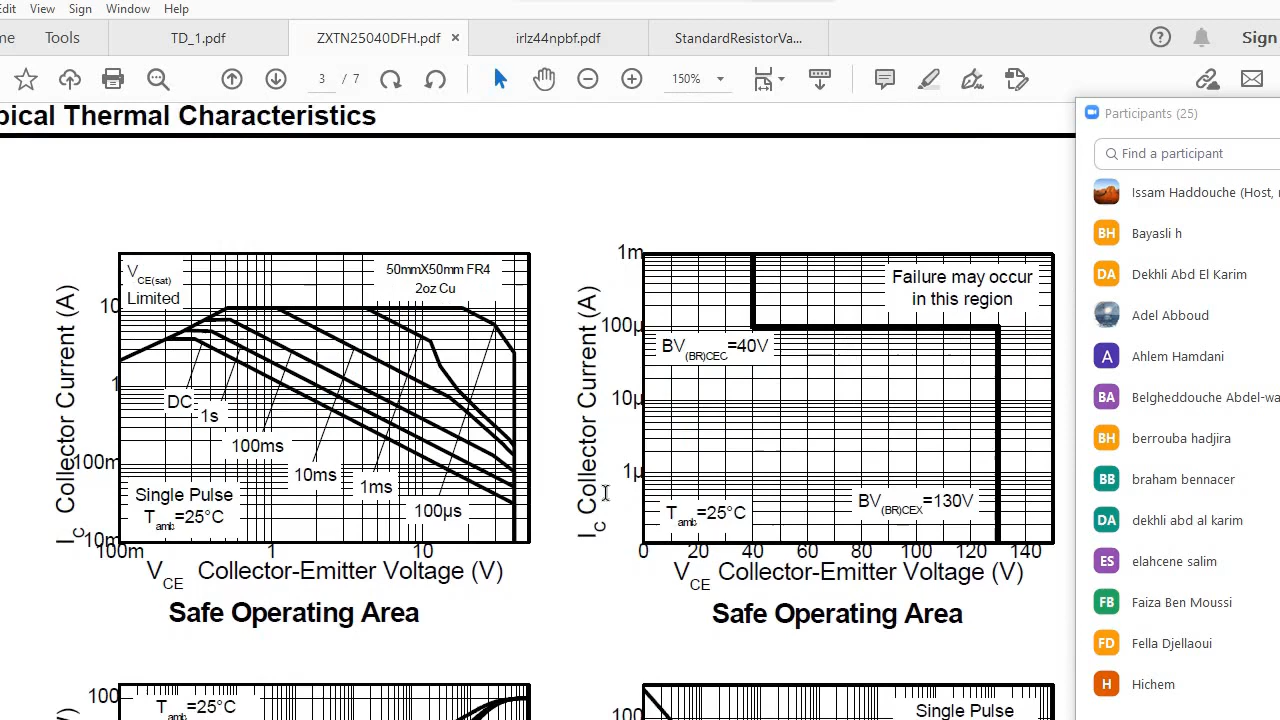 Edit View Sign Window Help
me Tools TD_1.pdf ZXTN25040DFH.pdf × irlz44npbf.pdf StandardResistorVa...
3 / 7 150% Sign
pical Thermal Characteristics
Participants (25)
Find a participant
Issam Haddouche (Host,
Bayasli h
BH
Dekhli Abd El Karim
DA
Adel Abboud
Ahlem Hamdani
A
Belgheddouche Abdel-wa
BA
berrouba hadjira
BH
braham bennacer
BB
dekhli abd al karim
DA
elahcene salim
ES
Faiza Ben Moussi
FB
Fella Djellaoui
FD
Hichem
H
VCE(sat)
Limited
50mmX50mm FR4
2oz Cu
10
1
100m
10m
IC Collector Current (A)
DC
1s
100ms
10ms
1ms
100µs
Single Pulse
Tamb=25°C
100m 1 10
VCE Collector-Emitter Voltage (V)
Safe Operating Area
1m
100µ
10µ
1µ
IC Collector Current (A)
Failure may occur
in this region
BV(BR)CEO=40V
BV(BR)CEX=130V
Tamb=25°C
0 20 40 60 80 100 120 140
VCE Collector-Emitter Voltage (V)
Safe Operating Area
100
Tamb=25°C
100
Single Pulse